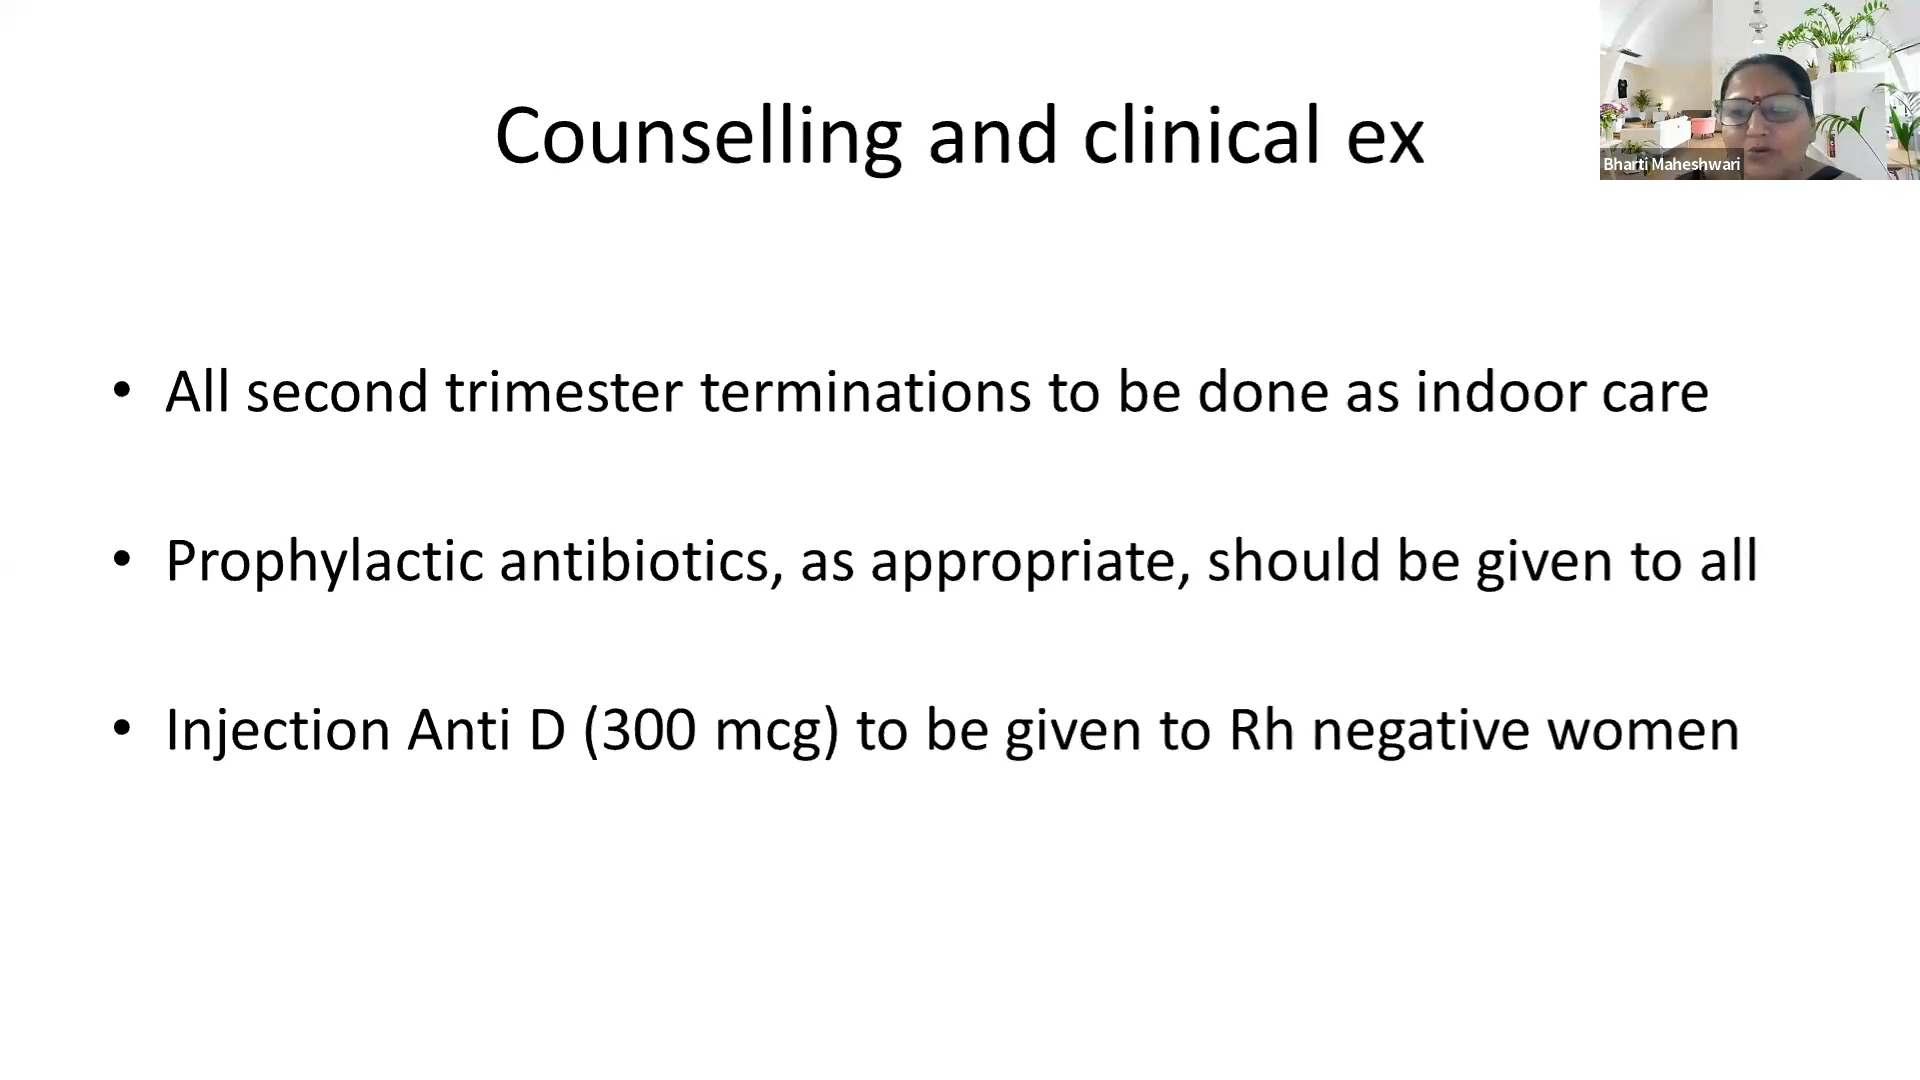 Counselling and clinical ex
Bharti Maheshwari
• All second trimester terminations to be done as indoor care
• Prophylactic antibiotics, as appropriate, should be given to all
• Injection Anti D (300 mcg) to be given to Rh negative women